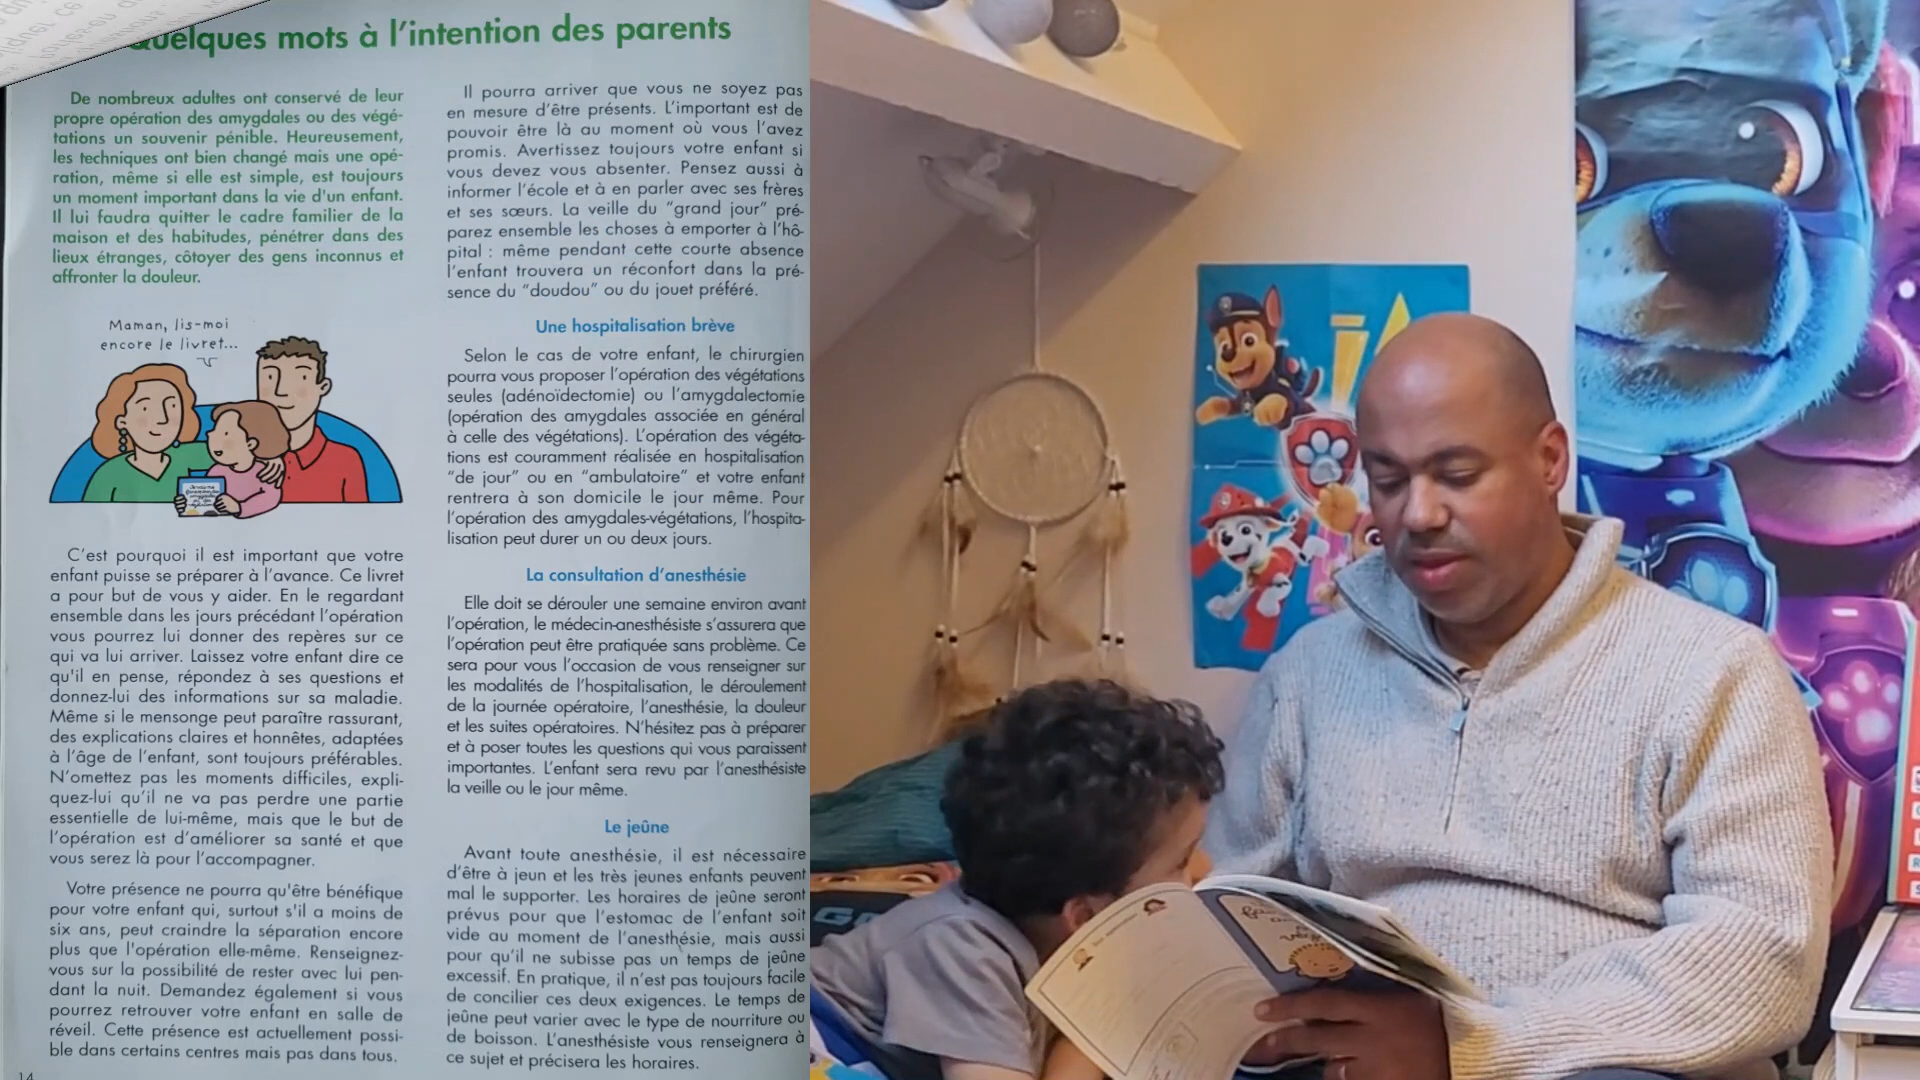 Quelques mots à l'intention des parents
De nombreux adultes ont conservé de leur
propre opération des amygdales ou des végé-
tations un souvenir pénible. Heureusement,
les techniques ont bien changé mais une opé-
ration, même si elle est simple, est toujours
un moment important dans la vie d'un enfant.
Il lui faudra quitter le cadre familier de la
maison et des habitudes, pénétrer dans des
lieux étranges, côtoyer des gens inconnus et
affronter la douleur.
Maman, lis-moi
encore le livret...
C'est pourquoi il est important que votre
enfant puisse se préparer à l'avance. Ce livret
a pour but de vous y aider. En le regardant
ensemble dans les jours précédant l'opération
vous pourrez lui donner des repères sur ce
qui va lui arriver. Laissez votre enfant dire ce
qu'il en pense, répondez à ses questions et
donnez-lui des informations sur sa maladie.
Même si le mensonge peut paraître rassurant,
des explications claires et honnêtes, adaptées
à l'âge de l'enfant, sont toujours préférables.
N'omettez pas les moments difficiles, expli-
quez-lui qu'il ne va pas perdre une partie
essentielle de lui-même, mais que le but de
l'opération est d'améliorer sa santé et que
vous serez là pour l'accompagner.
Votre présence ne pourra qu'être bénéfique
pour votre enfant qui, surtout s'il a moins de
six ans, peut craindre la séparation encore
plus que l'opération elle-même. Renseignez-
vous sur la possibilité de rester avec lui pen-
dant la nuit. Demandez également si vous
pourrez retrouver votre enfant en salle de
réveil. Cette présence est actuellement possi-
ble dans certains centres mais pas dans tous.
14
Il pourra arriver que vous ne soyez pas
en mesure d'être présents. L'important est de
pouvoir être là au moment où vous l'avez
promis. Avertissez toujours votre enfant si
vous devez vous absenter. Pensez aussi à
informer l'école et à en parler avec ses frères
et ses sœurs. La veille du "grand jour" pré-
parez ensemble les choses à emporter à l'hô-
pital : même pendant cette courte absence
l'enfant trouvera un réconfort dans la pré-
sence du "doudou" ou du jouet préféré.
Une hospitalisation brève
Selon le cas de votre enfant, le chirurgien
pourra vous proposer l'opération des végétations
seules (adénoïdectomie) ou l'amygdalectomie
(opération des amygdales associée en général
à celle des végétations). L'opération des végéta-
tions est couramment réalisée en hospitalisation
"de jour" ou en "ambulatoire" et votre enfant
rentrera à son domicile le jour même. Pour
l'opération des amygdales-végétations, l'hospita-
lisation peut durer un ou deux jours.
La consultation d'anesthésie
Elle doit se dérouler une semaine environ avant
l'opération, le médecin-anesthésiste s'assurera que
l'opération peut être pratiquée sans problème. Ce
sera pour vous l'occasion de vous renseigner sur
les modalités de l'hospitalisation, le déroulement
de la journée opératoire, l'anesthésie, la douleur
et les suites opératoires. N'hésitez pas à préparer
et à poser toutes les questions qui vous paraissent
importantes. L'enfant sera revu par l'anesthésiste
la veille ou le jour même.
Le jeûne
Avant toute anesthésie, il est nécessaire
d'être à jeun et les très jeunes enfants peuvent
mal le supporter. Les horaires de jeûne seront
prévus pour que l'estomac de l'enfant soit
vide au moment de l'anesthésie, mais aussi
pour qu'il ne subisse pas un temps de jeûne
excessif. En pratique, il n'est pas toujours facile
de concilier ces deux exigences. Le temps de
jeûne peut varier avec le type de nourriture ou
de boisson. L'anesthésiste vous renseignera à
ce sujet et précisera les horaires.